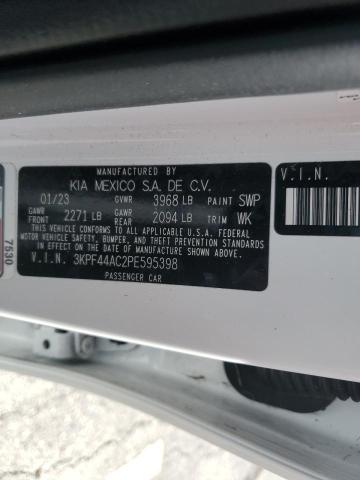 MANUFACTURED BY
KIA MEXICO S.A. DE C.V.
01/23 GVWR 3968 LB PAINT SWP
GAWR FRONT 2271 LB GAWR REAR 2094 LB TRIM WK
THIS VEHICLE CONFORMS TO ALL APPLICABLE U.S.A. FEDERAL
MOTOR VEHICLE SAFETY, BUMPER, AND THEFT PREVENTION STANDARDS
IN EFFECT ON THE DATE OF MANUFACTURE SHOWN ABOVE.
V.I.N. 3KPF44AC2PE595398
PASSENGER CAR
V.I.N.
7530